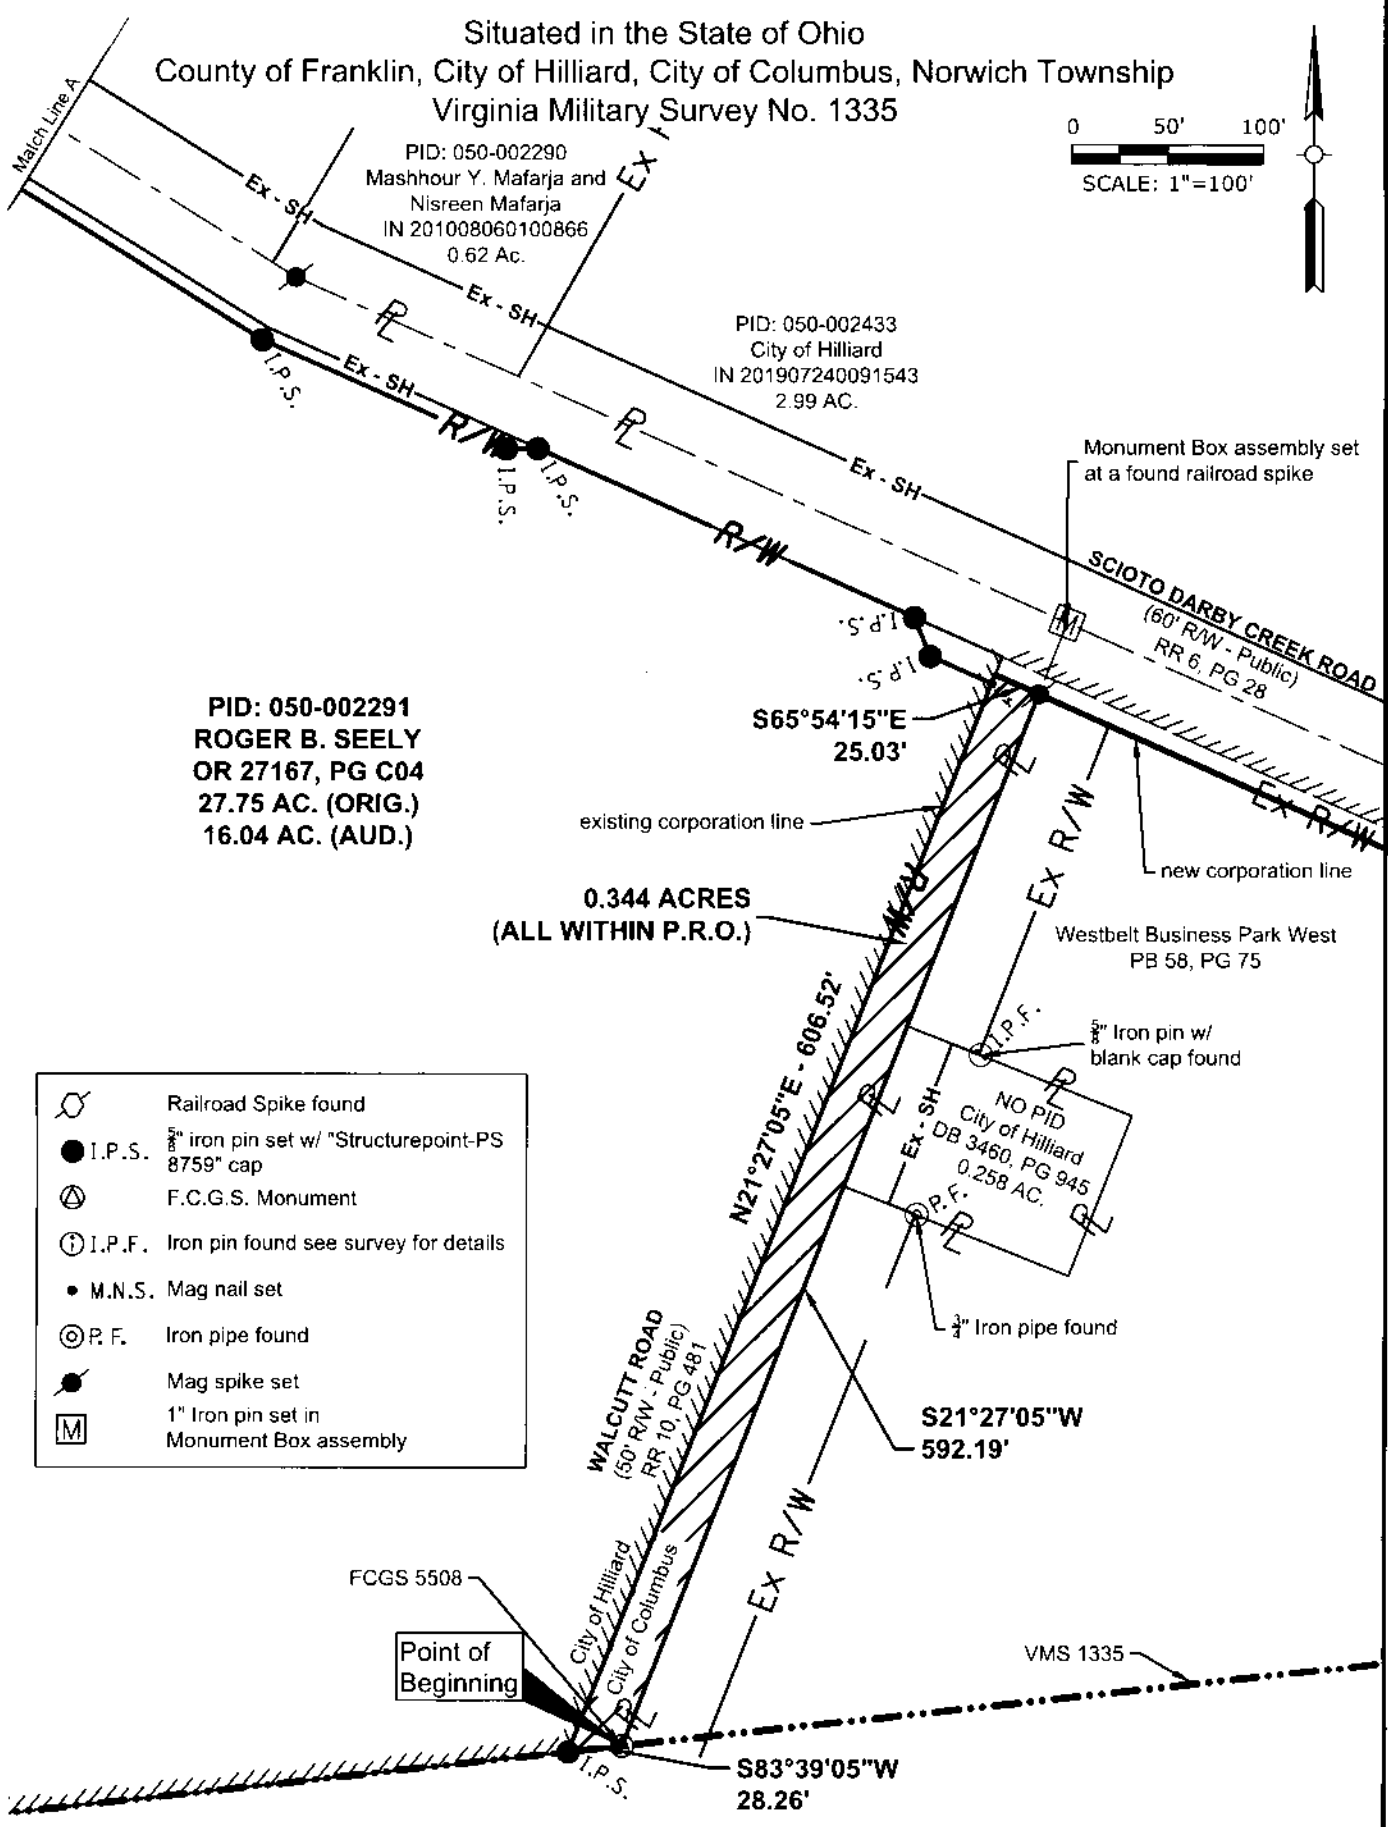 Situated in the State of Ohio
County of Franklin, City of Hilliard, City of Columbus, Norwich Township
Virginia Military Survey No. 1335
0 50' 100'
SCALE: 1"=100'
Match Line A
PID: 050-002290
Mashhour Y. Mafarja and
Nisreen Mafarja
IN 201008060100866
0.62 Ac.
Ex
Ex - SH
Ex - SH
PL
Ex - SH
I.P.S.
PID: 050-002433
City of Hilliard
IN 201907240091543
2.99 AC.
PL
R/W
I.P.S.
I.P.S.
Ex - SH
Monument Box assembly set
at a found railroad spike
R/W
SCIOTO DARBY CREEK ROAD
(60' R/W - Public)
RR 6, PG 28
M
I.P.S.
I.P.S.
PID: 050-002291
ROGER B. SEELY
OR 27167, PG C04
27.75 AC. (ORIG.)
16.04 AC. (AUD.)
S65°54'15"E
25.03'
PL
existing corporation line
Ex R/W
Ex R/W
new corporation line
0.344 ACRES
(ALL WITHIN P.R.O.)
R/W
Westbelt Business Park West
PB 58, PG 75
N21°27'05"E - 606.52'
I.P.F.
5/8" Iron pin w/
blank cap found
PL
PL
Ex - SH
NO PID
City of Hilliard
DB 3460, PG 945
0.258 AC.
P.F.
PL
PL
3/4" Iron pipe found
Railroad Spike found
I.P.S. 5/8" iron pin set w/ "Structurepoint-PS
8759" cap
F.C.G.S. Monument
I.P.F. Iron pin found see survey for details
M.N.S. Mag nail set
P.F. Iron pipe found
Mag spike set
M 1" Iron pin set in
Monument Box assembly
WALCUTT ROAD
(50' R/W - Public)
RR 10, PG 481
S21°27'05"W
592.19'
Ex R/W
City of Hilliard
City of Columbus
FCGS 5508
Point of
Beginning
PL
VMS 1335
I.P.S.
S83°39'05"W
28.26'